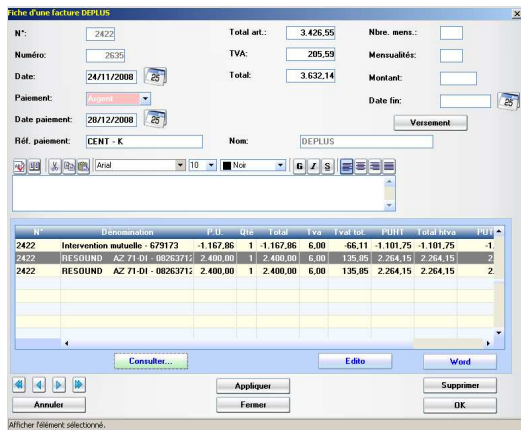 Fiche d'une facture DEPLUS
N°: 2422 Total art.: 3.426,55 Nbre. mens.:
Numéro: 2635 TVA: 205,59 Mensualités:
Date: 24/11/2008 25 Total: 3.632,14 Montant:
Paiement: Argent Date fin: 25
Date paiement: 28/12/2008 25 Versement
Réf. paiement: CENT - K Nom: DEPLUS
Arial 10 Noir G I S
N° Dénomination P.U. Qté Total Tva Tvat tot. PUHT Total htva PUT
2422 Intervention mutuelle - 679173 -1.167,86 1 -1.167,86 6,00 -66,11 -1.101,75 -1.101,75 -1.
2422 RESOUND AZ 71-DI - 08263712 2.400,00 1 2.400,00 6,00 135,85 2.264,15 2.264,15 2.
2422 RESOUND AZ 71-DI - 08263712 2.400,00 1 2.400,00 6,00 135,85 2.264,15 2.264,15 2.
Consulter... Edito Word
Appliquer Supprimer
Annuler Fermer OK
Afficher l'élément sélectionné.